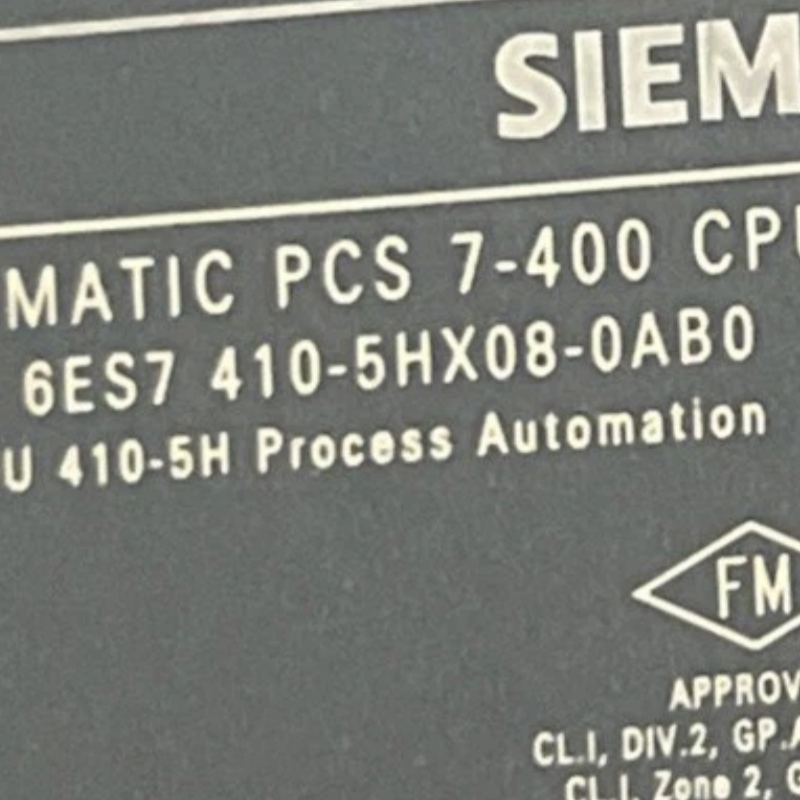 SIEM
MATIC PCS 7-400 CPU
6ES7 410-5HX08-0AB0
U 410-5H Process Automation
FM
APPROV
CL.I, DIV.2, GP.A
CL.I, Zone 2, G